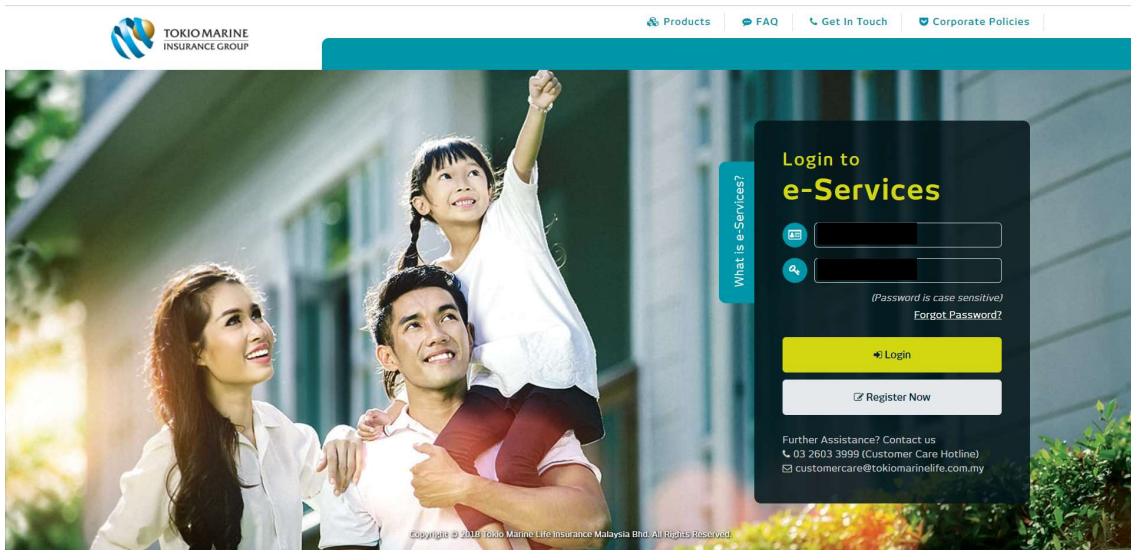 Products
FAQ
Get In Touch
Corporate Policies
TOKIO MARINE
INSURANCE GROUP
What is e-Services?
Login to
e-Services
(Password is case sensitive)
Forgot Password?
Login
Register Now
Further Assistance? Contact us
03 2603 3999 (Customer Care Hotline)
customercare@tokiomarinelife.com.my
Copyright © 2018 Tokio Marine Life Insurance Malaysia Bhd. All Rights Reserved.